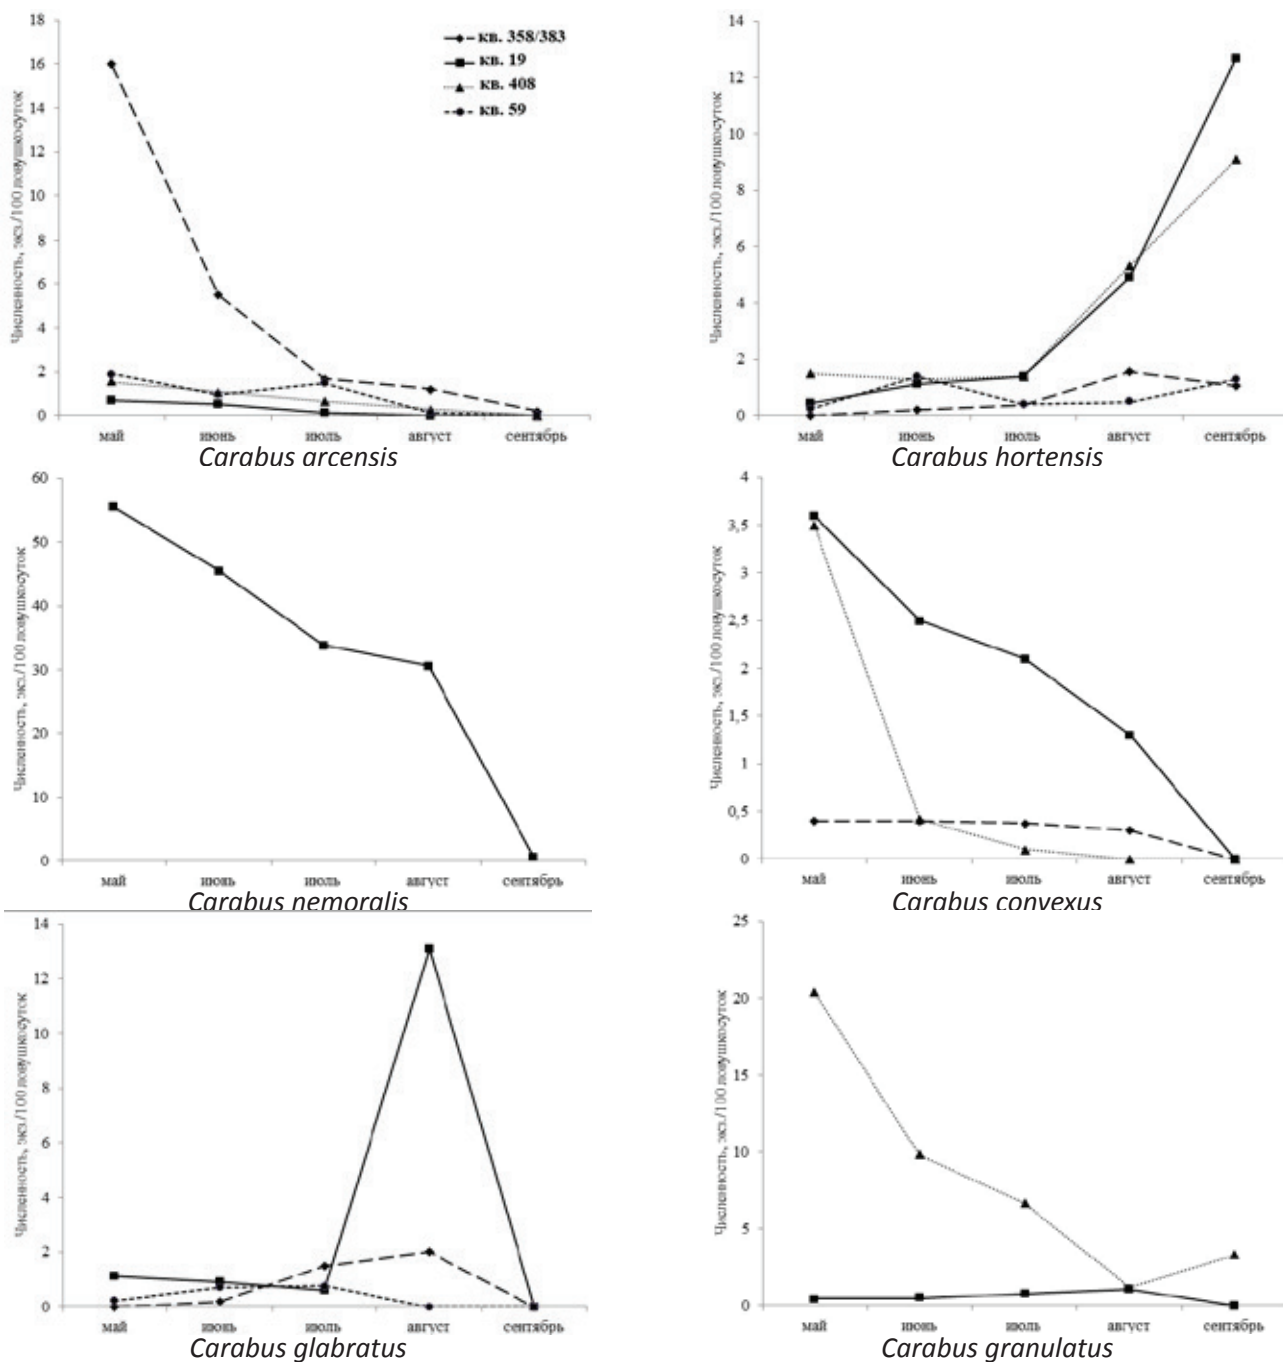 18
16
14
12
10
8
6
4
2
0
Численность, экз./100 ловушкосуток
кв. 358/383
кв. 19
кв. 408
кв. 59
май июнь июль август сентябрь
Carabus arcensis
14
12
10
8
6
4
2
0
Численность, экз./100 ловушкосуток
май июнь июль август сентябрь
Carabus hortensis
60
50
40
30
20
10
0
Численность, экз./100 ловушкосуток
май июнь июль август сентябрь
Carabus nemoralis
4
3,5
3
2,5
2
1,5
1
0,5
0
Численность, экз./100 ловушкосуток
май июнь июль август сентябрь
Carabus convexus
14
12
10
8
6
4
2
0
Численность, экз./100 ловушкосуток
май июнь июль август сентябрь
Carabus glabratus
25
20
15
10
5
0
Численность, экз./100 ловушкосуток
май июнь июль август сентябрь
Carabus granulatus